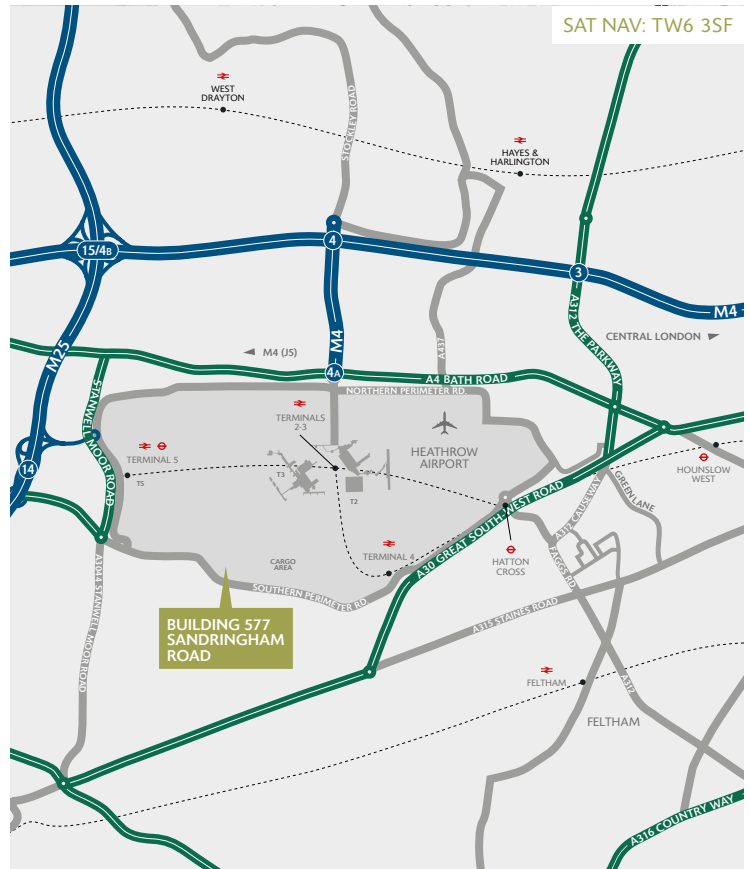 SAT NAV: TW6 3SF
WEST
DRAYTON
STOCKLEY ROAD
HAYES &
HARLINGTON
15/4B
4
3
M4
M25
M4
A312 THE PARKWAY
CENTRAL LONDON
M4 (J5)
A437
4A
A4 BATH ROAD
NORTHERN PERIMETER RD
STANWELL MOOR ROAD
TERMINALS
2-3
HEATHROW
AIRPORT
14
TERMINAL 5
T5
T3
T2
HOUNSLOW
WEST
GREEN LANE
A312 CAUSEWAY
A30 GREAT SOUTH-WEST ROAD
HATTON
CROSS
FAGGS RD
TERMINAL 4
CARGO
AREA
SOUTHERN PERIMETER RD
A3044 STANWELL MOOR ROAD
BUILDING 577
SANDRINGHAM
ROAD
A315 STAINES ROAD
FELTHAM
A312
FELTHAM
A316 COUNTRY WAY